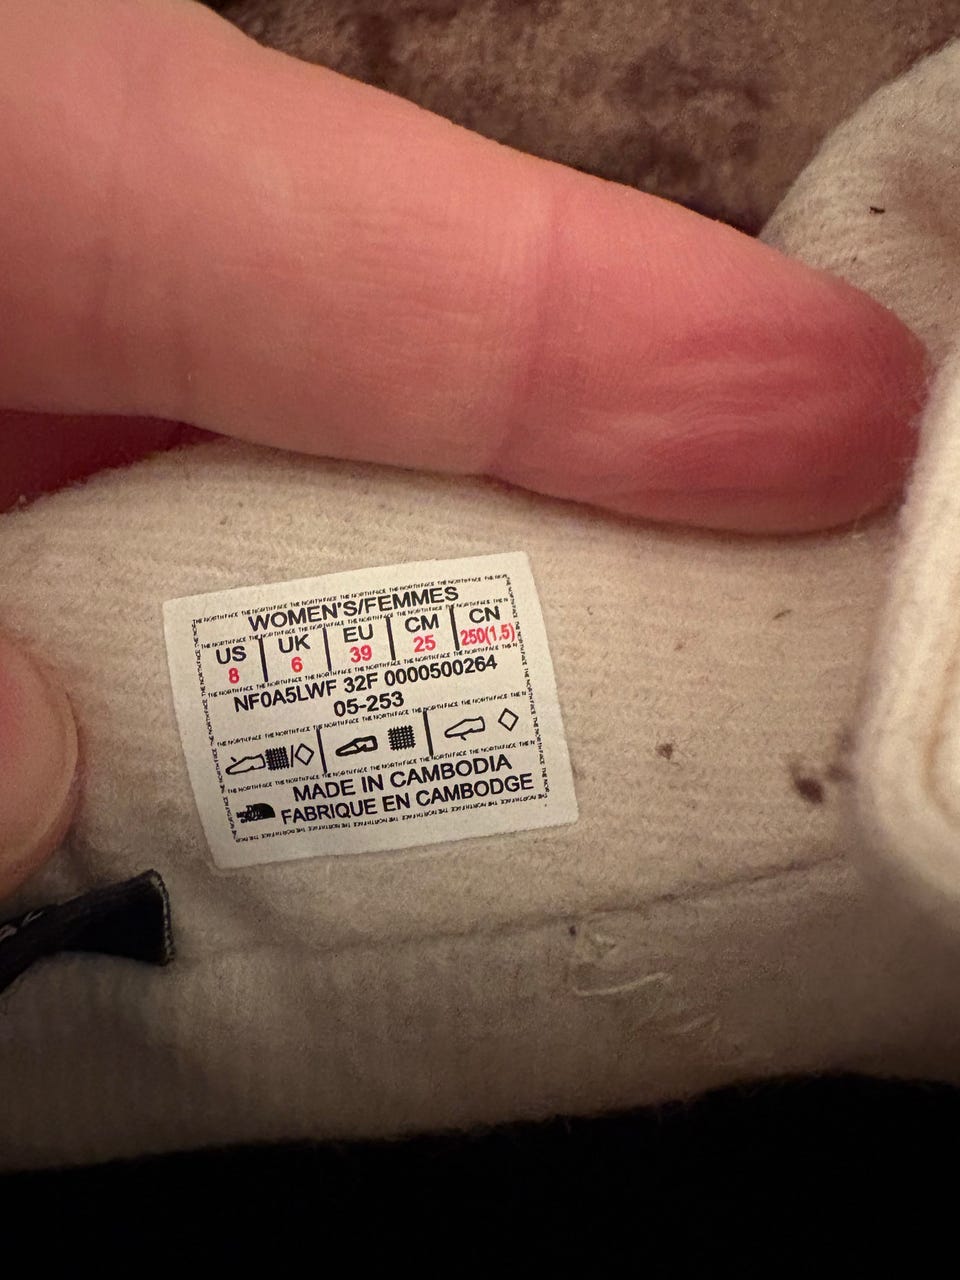 WOMEN'S/FEMMES
US UK EU CM CN
8 6 39 25 250(1.5)
NF0A5LWF 32F 0000500264
05-253
MADE IN CAMBODIA
FABRIQUE EN CAMBODGE